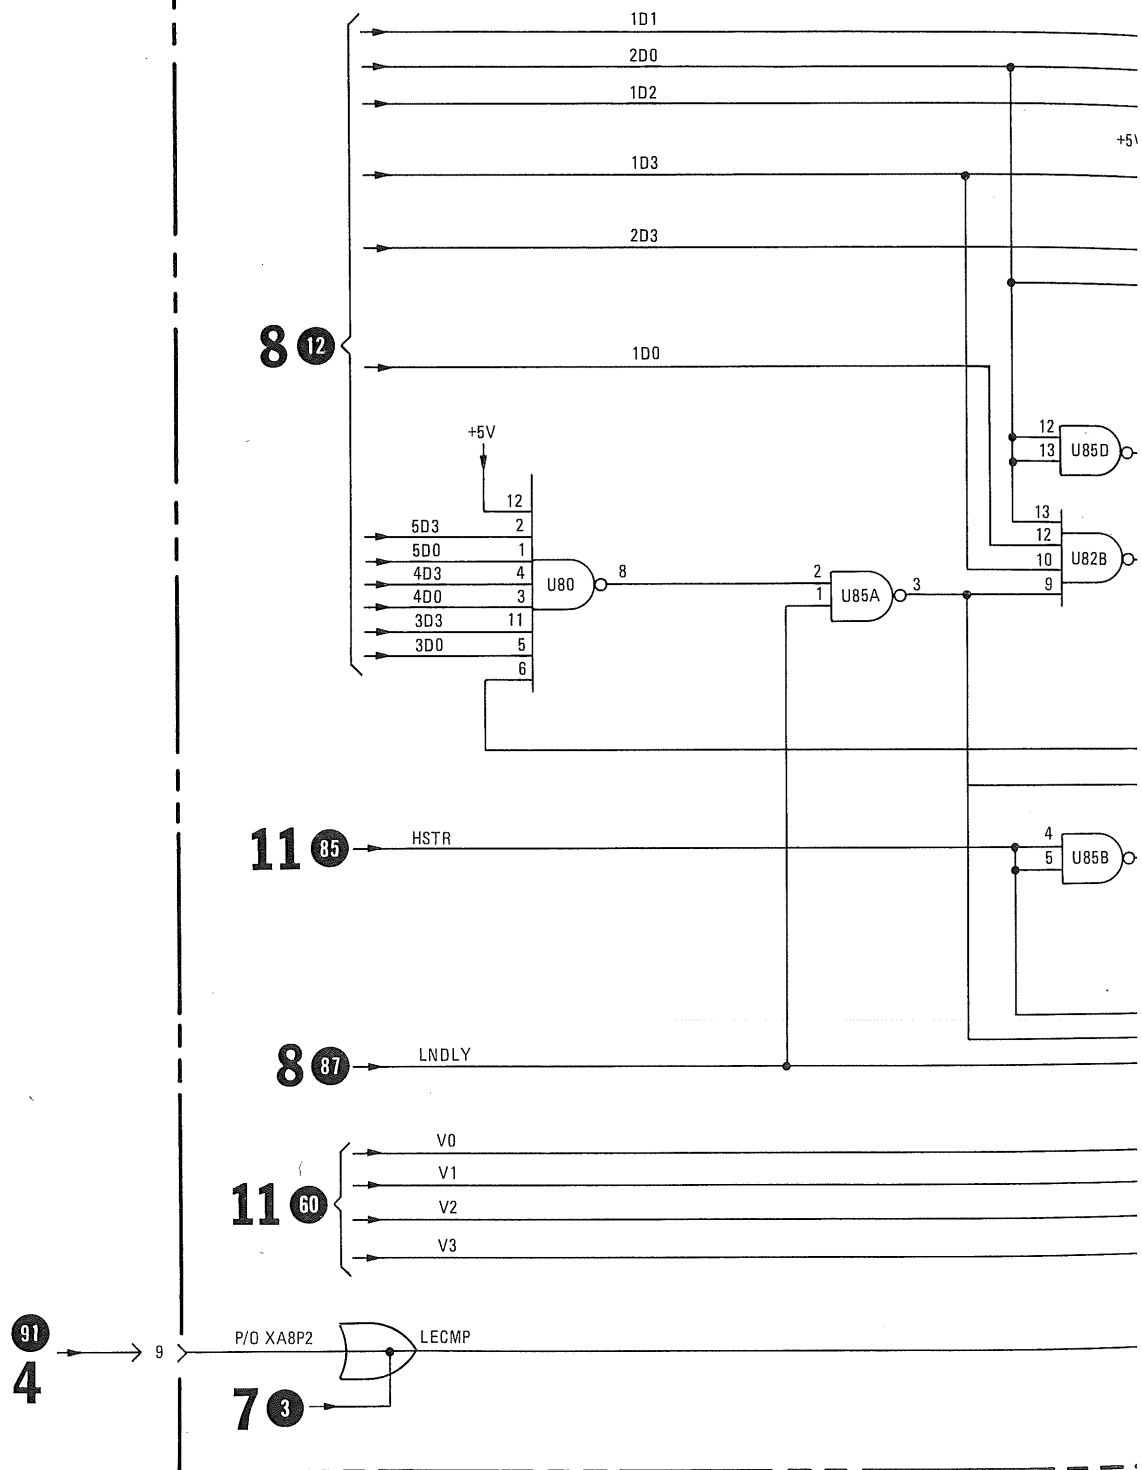 1D1
2D0
1D2
+5V
1D3
2D3
8 12
1D0
+5V
12
13
U85D
12
5D3 2
5D0 1
4D3 4
4D0 3
3D3 11
3D0 5
6
U80
8
2
1
U85A
3
13
12
10
9
U82B
11 85
HSTR
4
5
U85B
8 87
LNDLY
11 60
V0
V1
V2
V3
91
4
9
P/O XA8P2
LECMP
7 3